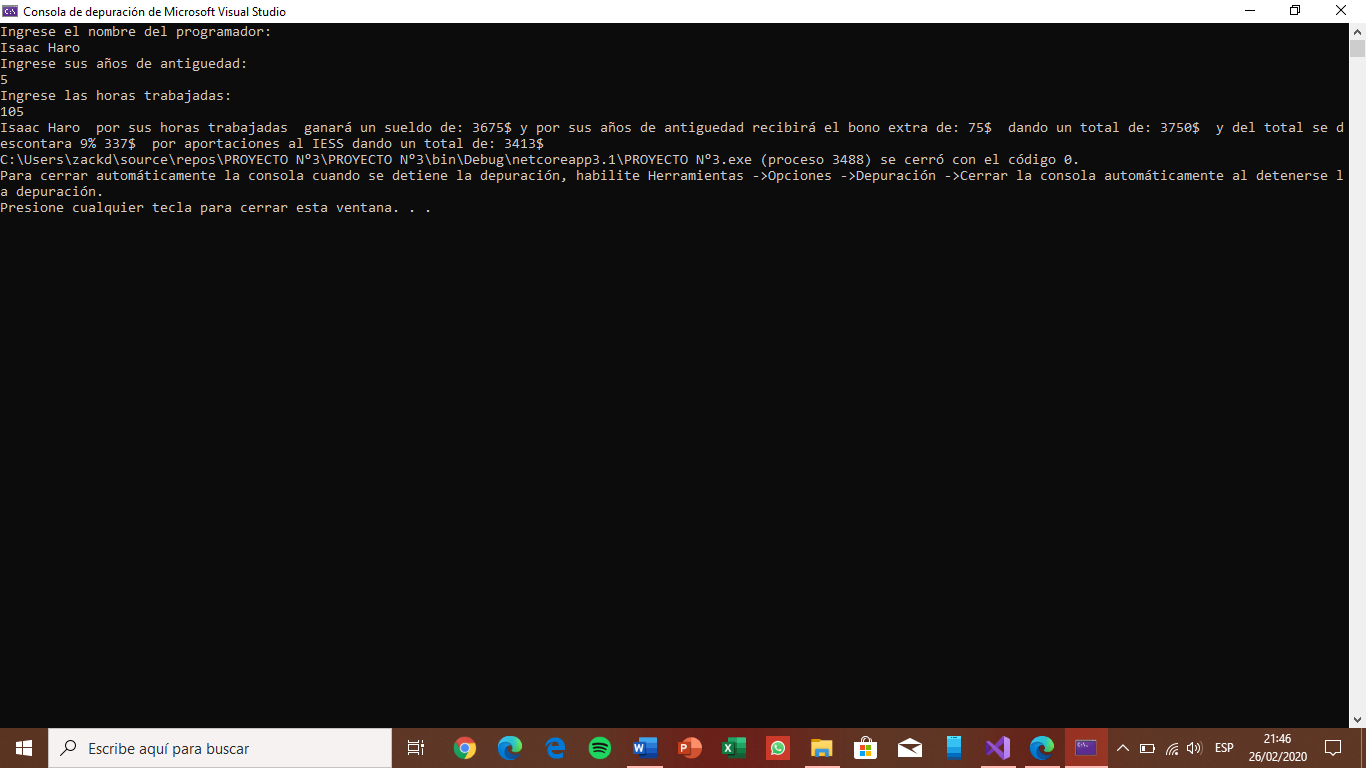 Consola de depuración de Microsoft Visual Studio
Ingrese el nombre del programador:
Isaac Haro
Ingrese sus años de antiguedad:
5
Ingrese las horas trabajadas:
105
Isaac Haro  por sus horas trabajadas  ganará un sueldo de: 3675$ y por sus años de antiguedad recibirá el bono extra de: 75$  dando un total de: 3750$  y del total se d
escontara 9% 337$  por aportaciones al IESS dando un total de: 3413$
C:\Users\zackd\source\repos\PROYECTO Nº3\PROYECTO Nº3\bin\Debug\netcoreapp3.1\PROYECTO Nº3.exe (proceso 3488) se cerró con el código 0.
Para cerrar automáticamente la consola cuando se detiene la depuración, habilite Herramientas ->Opciones ->Depuración ->Cerrar la consola automáticamente al detenerse l
a depuración.
Presione cualquier tecla para cerrar esta ventana. . .
Escribe aquí para buscar
ESP
21:46
26/02/2020